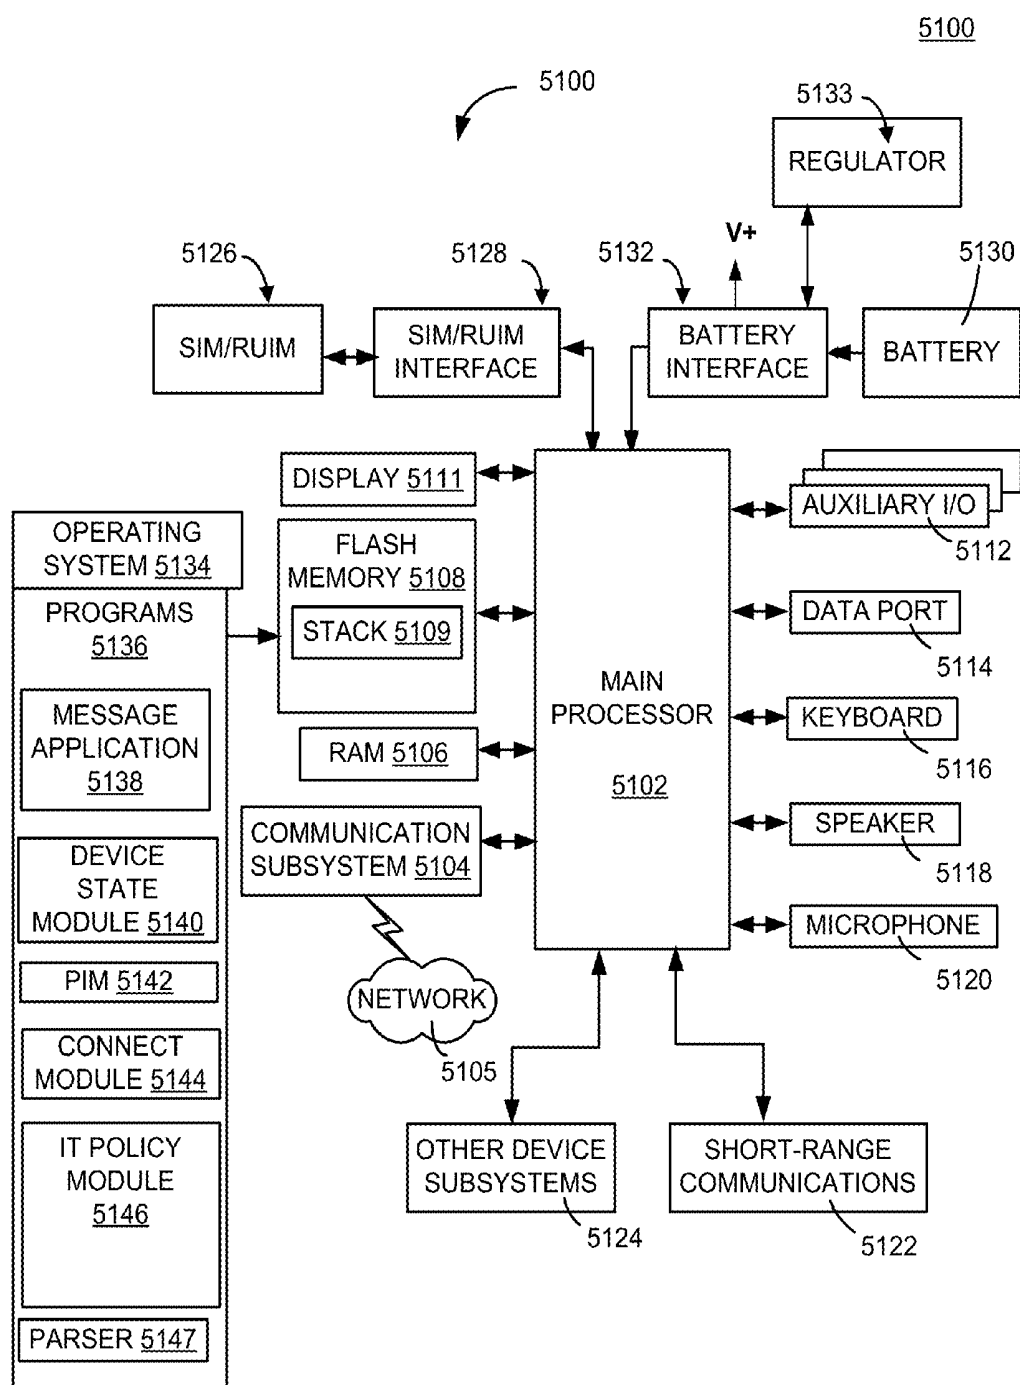 5100
5100
5133
REGULATOR
V+
5126
5128
5132
5130
SIM/RUIM
SIM/RUIM
INTERFACE
BATTERY
INTERFACE
BATTERY
DISPLAY 5111
AUXILIARY I/O
5112
OPERATING
SYSTEM 5134
FLASH
MEMORY 5108
STACK 5109
PROGRAMS
5136
DATA PORT
5114
MAIN
PROCESSOR
5102
MESSAGE
APPLICATION
5138
RAM 5106
KEYBOARD
5116
COMMUNICATION
SUBSYSTEM 5104
SPEAKER
5118
DEVICE
STATE
MODULE 5140
MICROPHONE
5120
PIM 5142
NETWORK
5105
CONNECT
MODULE 5144
IT POLICY
MODULE
5146
OTHER DEVICE
SUBSYSTEMS
5124
SHORT-RANGE
COMMUNICATIONS
5122
PARSER 5147